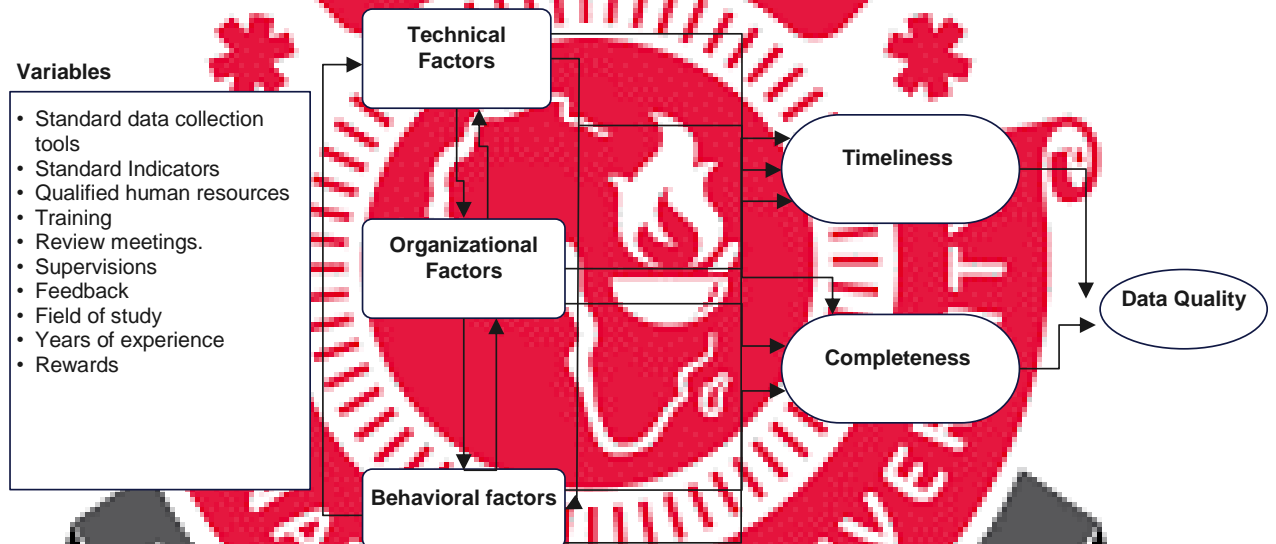 Variables
• Standard data collection
tools
• Standard Indicators
• Qualified human resources
• Training
• Review meetings.
• Supervisions
• Feedback
• Field of study
• Years of experience
• Rewards
Technical
Factors
Organizational
Factors
Behavioral factors
Timeliness
Completeness
Data Quality